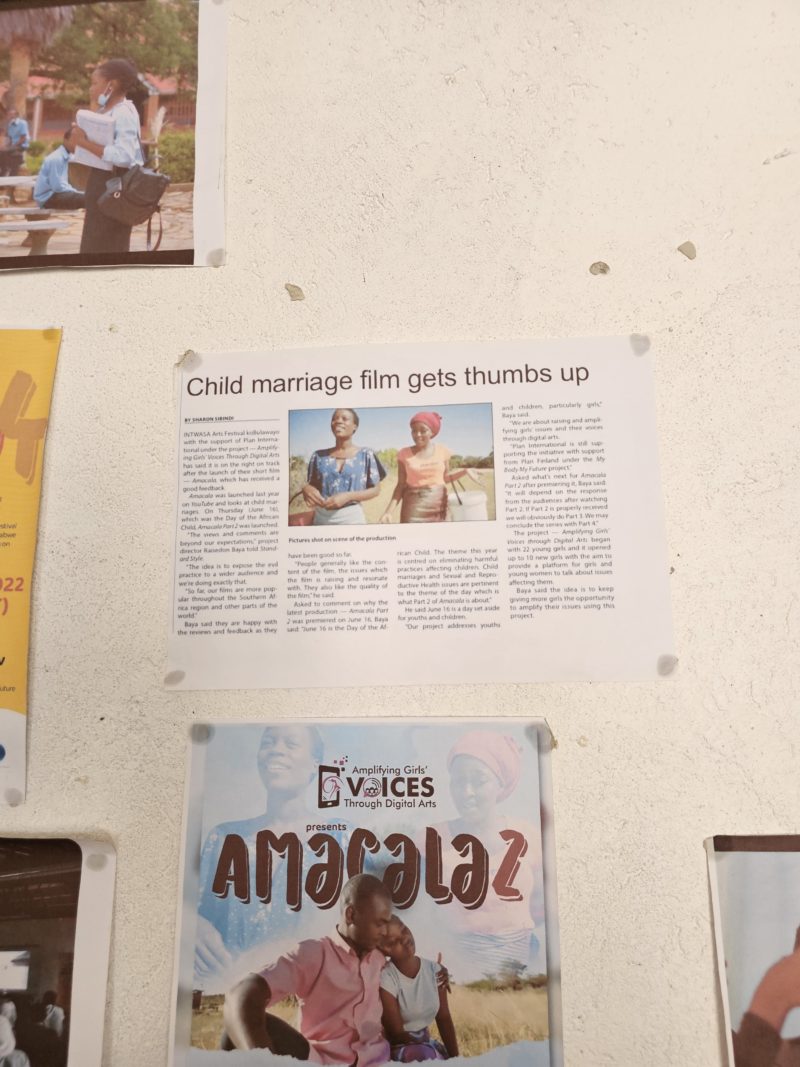 Child marriage film gets thumbs up
BY SHARON SIBINDI
INTWASA Arts Festival koBulawayo
with the support of Plan Interna-
tional under the project — Amplify-
ing Girls' Voices Through Digital Arts
has said it is on the right on track
after the launch of their short film
— Amacala, which has received a
good feedback.
Amacala was launched last year
on YouTube and looks at child mar-
riages. On Thursday (June 16),
which was the Day of the African
Child, Amacala Part 2 was launched.
"The views and comments are
beyond our expectations," project
director Raisedon Baya told Stand-
ard Style.
"The idea is to expose the evil
practice to a wider audience and
we're doing exactly that.
"So far, our films are more pop-
ular throughout the Southern Af-
rica region and other parts of the
world."
Baya said they are happy with
the reviews and feedback as they
Pictures shot on scene of the production
have been good so far.
"People generally like the con-
tent of the film, the issues which
the film is raising and resonate
with. They also like the quality of
the film," he said.
Asked to comment on why the
latest production — Amacala Part
2 was premiered on June 16, Baya
said: "June 16 is the Day of the Af-
rican Child. The theme this year
is centred on eliminating harmful
practices affecting children. Child
marriages and Sexual and Repro-
ductive Health issues are pertinent
to the theme of the day which is
what Part 2 of Amacala is about."
He said June 16 is a day set aside
for youths and children.
"Our project addresses youths
and children, particularly girls,"
Baya said.
"We are about raising and ampli-
fying girls' issues and their voices
through digital arts.
"Plan International is still sup-
porting the initiative with support
from Plan Finland under the My
Body My Future project."
Asked what's next for Amacala
Part 2 after premiering it, Baya said:
"It will depend on the response
from the audiences after watching
Part 2. If Part 2 is properly received
we will obviously do Part 3. We may
conclude the series with Part 4."
The project — Amplifying Girls'
Voices through Digital Arts began
with 22 young girls and it opened
up to 10 new girls with the aim to
provide a platform for girls and
young women to talk about issues
affecting them.
Baya said the idea is to keep
giving more girls the opportunity
to amplify their issues using this
project.
Amplifying Girls'
VOICES
Through Digital Arts
presents
AMACALA2